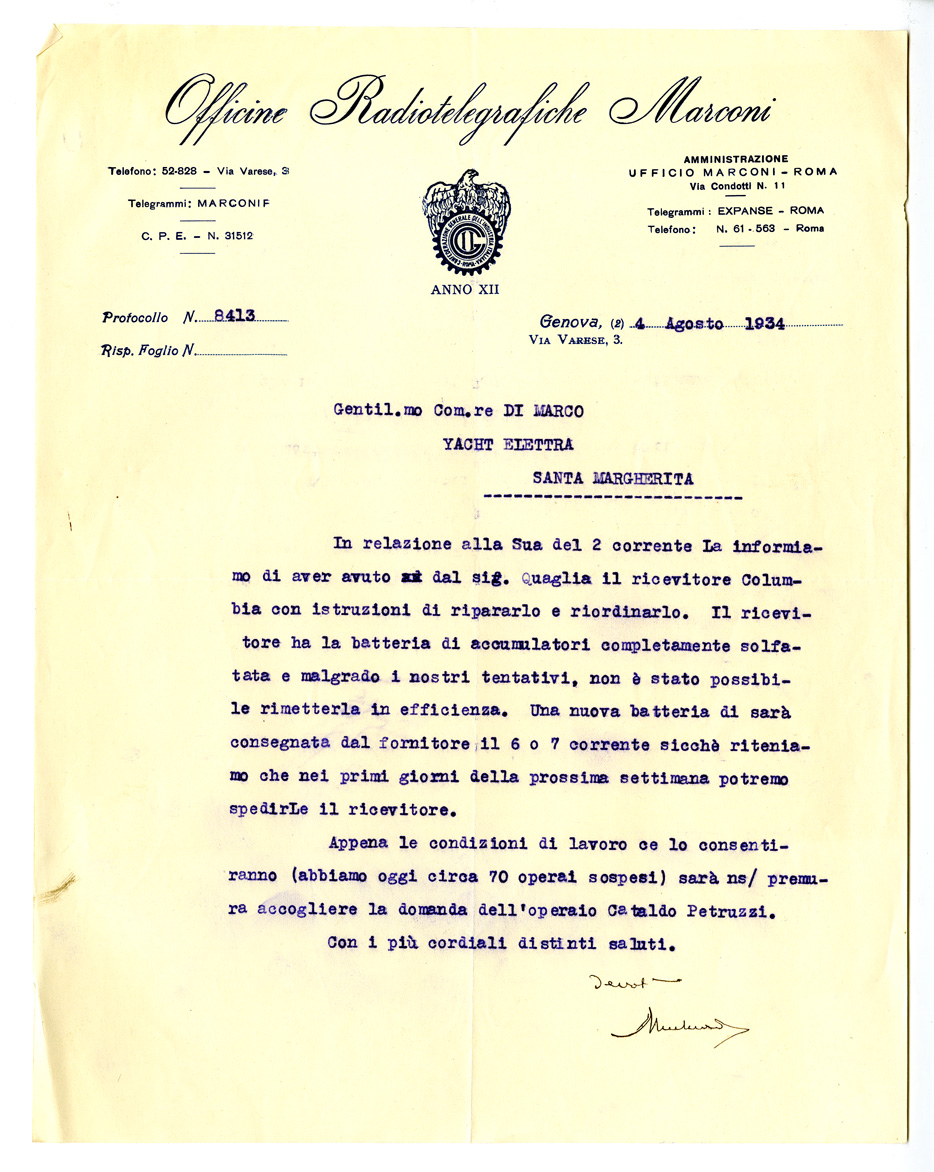 Officine Radiotelegrafiche Marconi
Telefono: 52-828 - Via Varese, 3
Telegrammi: MARCONIF
C. P. E. - N. 31512
CONFEDERAZIONE GENERALE DELL'INDUSTRIA ITALIANA
ANNO XII
AMMINISTRAZIONE
UFFICIO MARCONI - ROMA
Via Condotti N. 11
Telegrammi: EXPANSE - ROMA
Telefono: N. 61-563 - Roma
Protocollo N. 8413
Risp. Foglio N.
Genova, (2) 4 Agosto 1934
VIA VARESE, 3.
Gentil.mo Com.re DI MARCO
YACHT ELETTRA
SANTA MARGHERITA
In relazione alla Sua del 2 corrente La informia-
mo di aver avuto dal sig. Quaglia il ricevitore Colum-
bia con istruzioni di ripararlo e riordinarlo. Il ricevi-
tore ha la batteria di accumulatori completamente solfa-
tata e malgrado i nostri tentativi, non è stato possibi-
le rimetterla in efficienza. Una nuova batteria di sarà
consegnata dal fornitore il 6 o 7 corrente sicchè ritenia-
mo che nei primi giorni della prossima settimana potremo
spedirLe il ricevitore.
Appena le condizioni di lavoro ce lo consenti-
ranno (abbiamo oggi circa 70 operai sospesi) sarà ns/ premu-
ra accogliere la domanda dell'operaio Cataldo Petruzzi.
Con i più cordiali distinti saluti.